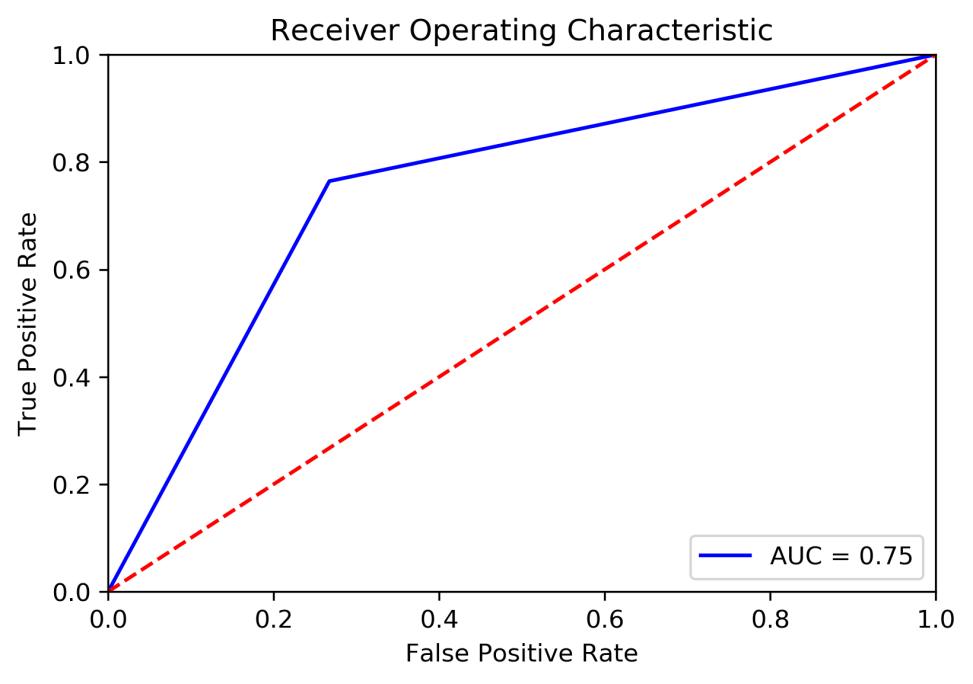 Receiver Operating Characteristic
1.0
0.8
0.6
0.4
0.2
0.0
True Positive Rate
AUC = 0.75
0.0 0.2 0.4 0.6 0.8 1.0
False Positive Rate